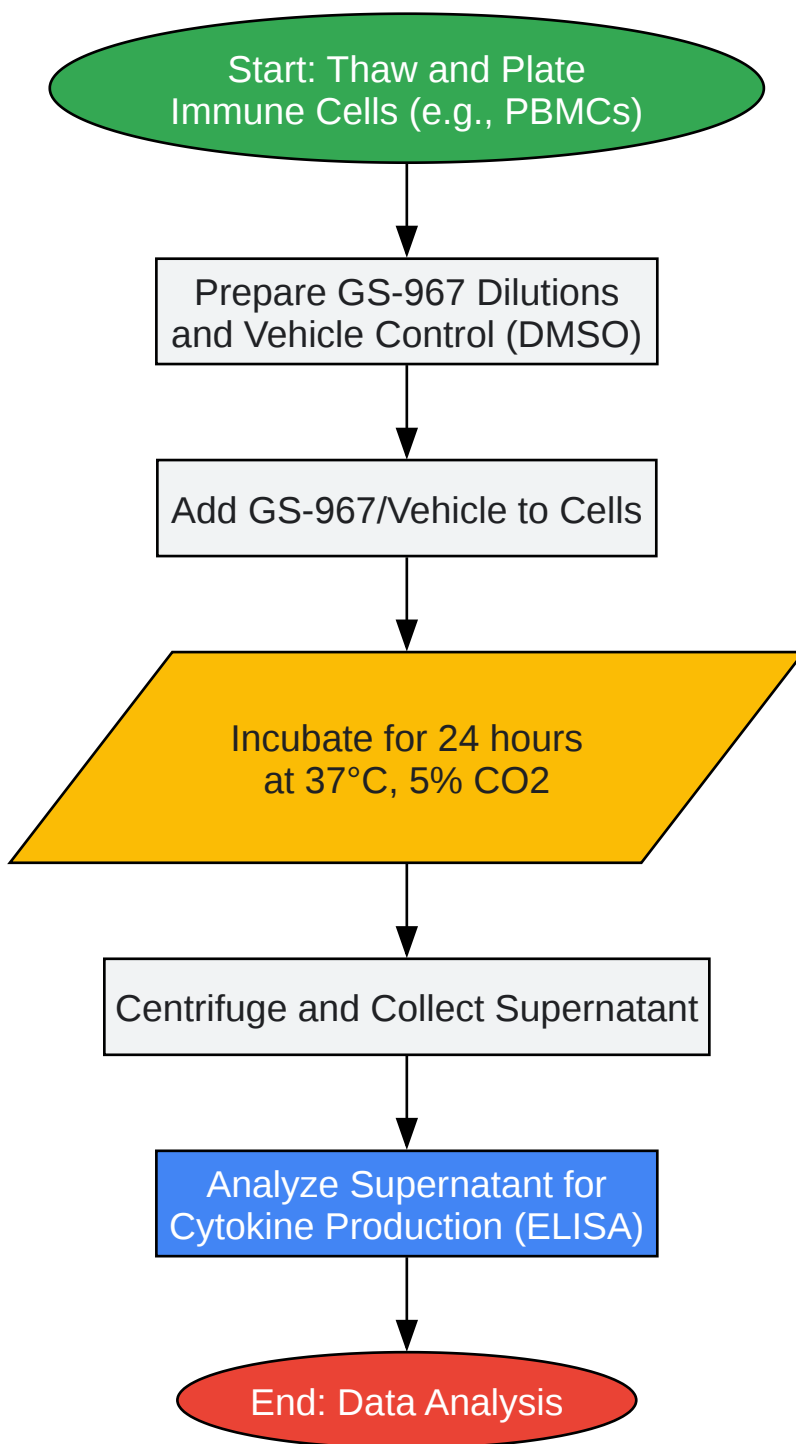 Start: Thaw and Plate
Immune Cells (e.g., PBMCs)
Prepare GS-967 Dilutions
and Vehicle Control (DMSO)
Add GS-967/Vehicle to Cells
Incubate for 24 hours
at 37°C, 5% CO2
Centrifuge and Collect Supernatant
Analyze Supernatant for
Cytokine Production (ELISA)
End: Data Analysis